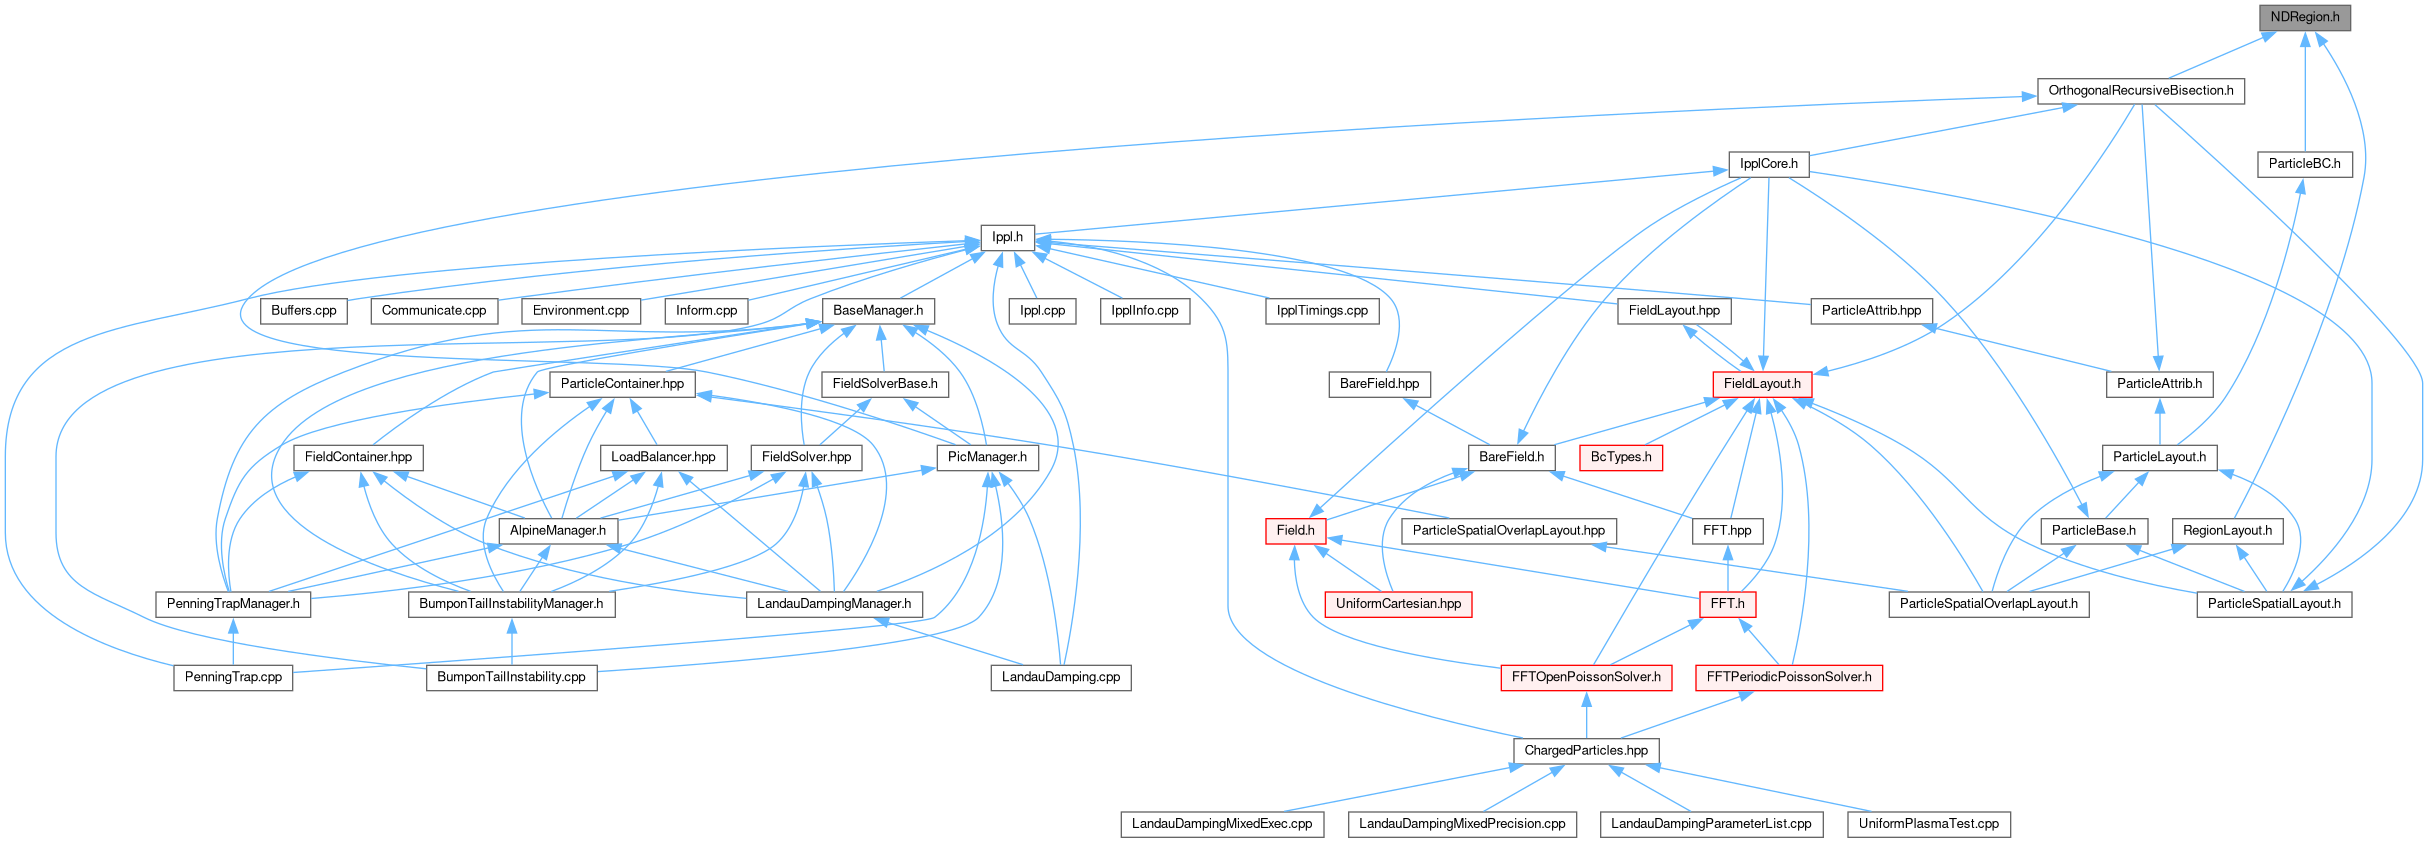 NDRegion.h
OrthogonalRecursiveBisection.h
IpplCore.h
ParticleBC.h
Ippl.h
Buffers.cpp
Communicate.cpp
Environment.cpp
Inform.cpp
BaseManager.h
Ippl.cpp
IpplInfo.cpp
IpplTimings.cpp
FieldLayout.hpp
ParticleAttrib.hpp
ParticleContainer.hpp
FieldSolverBase.h
BareField.hpp
FieldLayout.h
ParticleAttrib.h
FieldContainer.hpp
LoadBalancer.hpp
FieldSolver.hpp
PicManager.h
BareField.h
BcTypes.h
ParticleLayout.h
AlpineManager.h
ParticleSpatialOverlapLayout.hpp
Field.h
FFT.hpp
ParticleBase.h
RegionLayout.h
PenningTrapManager.h
BumponTailInstabilityManager.h
LandauDampingManager.h
UniformCartesian.hpp
FFT.h
ParticleSpatialOverlapLayout.h
ParticleSpatialLayout.h
PenningTrap.cpp
BumponTailInstability.cpp
LandauDamping.cpp
FFTOpenPoissonSolver.h
FFTPeriodicPoissonSolver.h
ChargedParticles.hpp
LandauDampingMixedExec.cpp
LandauDampingMixedPrecision.cpp
LandauDampingParameterList.cpp
UniformPlasmaTest.cpp